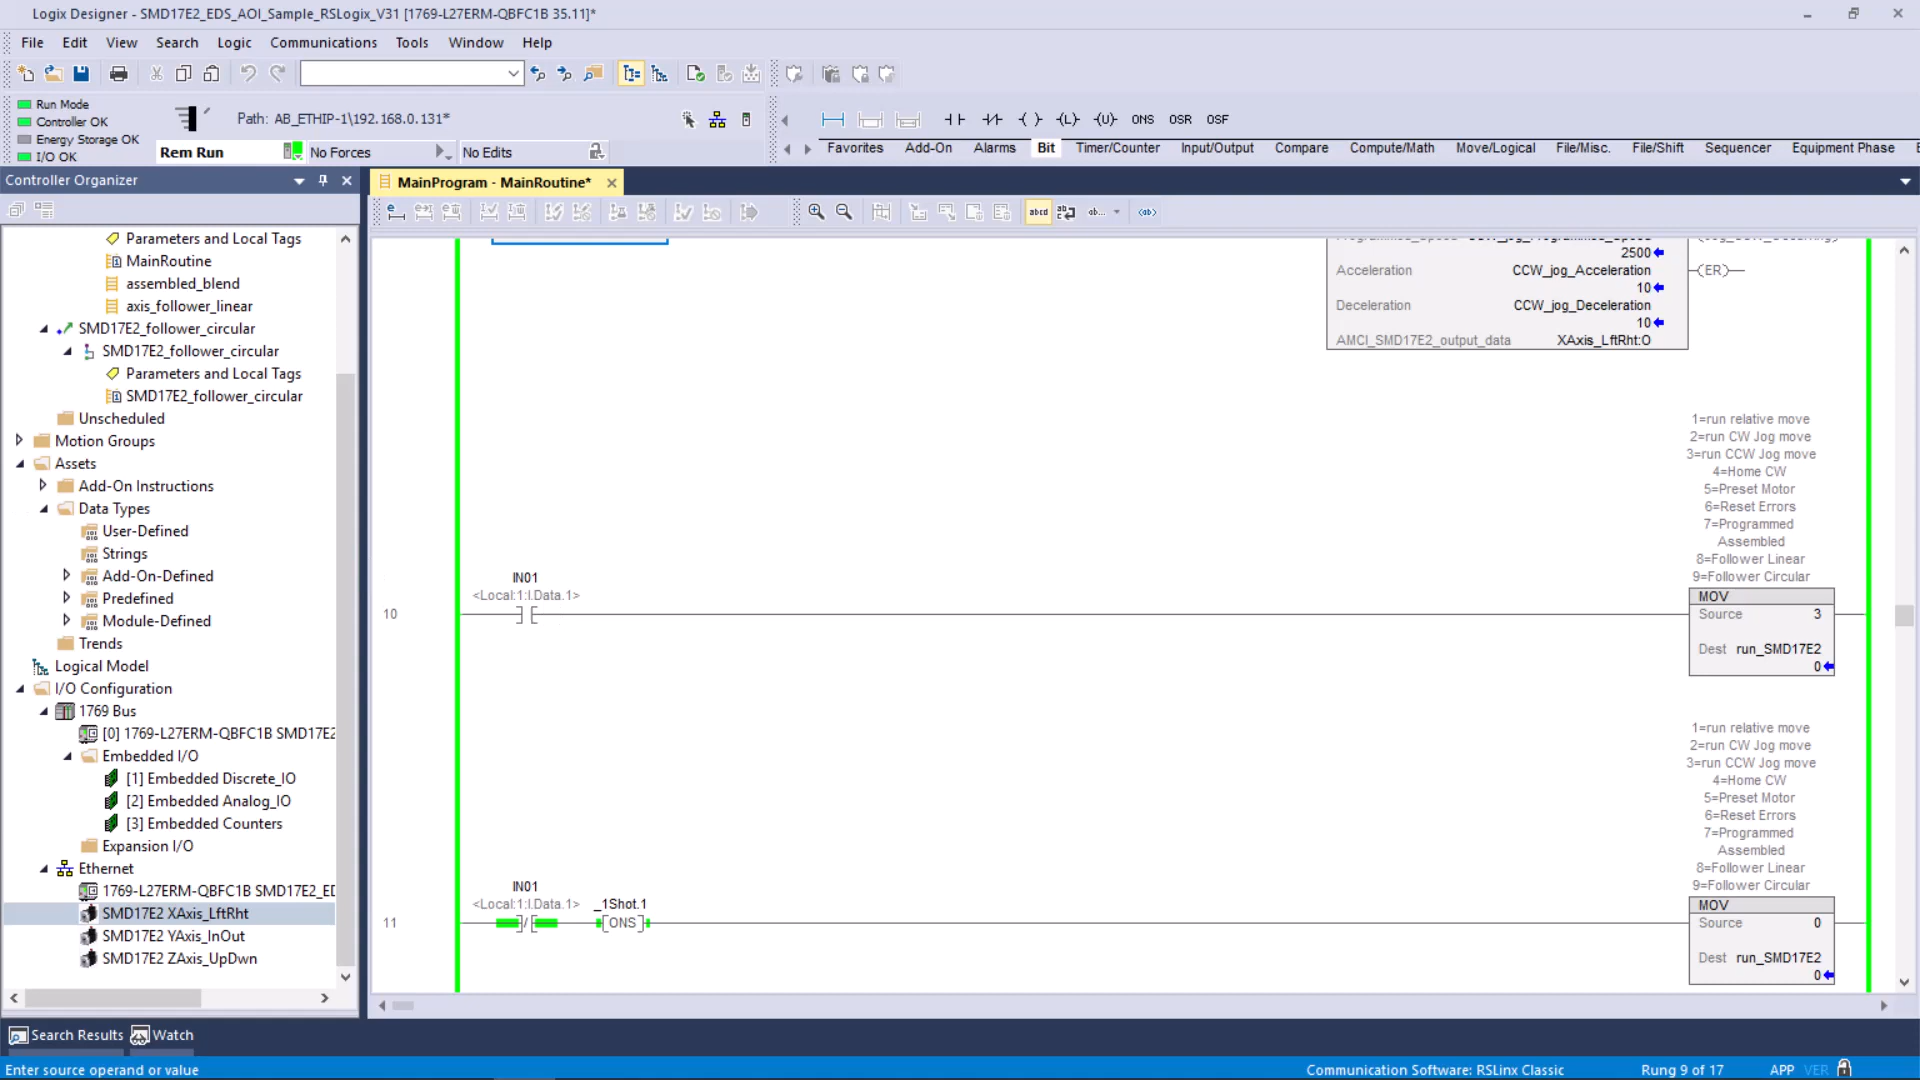 Logix Designer - SMD17E2_EDS_AOI_Sample_RSLogix_V31 [1769-L27ERM-QBFC1B 35.11]*
File Edit View Search Logic Communications Tools Window Help
Run Mode
Controller OK
Energy Storage OK
I/O OK
Path: AB_ETHIP-1\192.168.0.131*
Rem Run No Forces No Edits
ONS OSR OSF
Favorites Add-On Alarms Bit Timer/Counter Input/Output Compare Compute/Math Move/Logical File/Misc. File/Shift Sequencer Equipment Phase
Controller Organizer
MainProgram - MainRoutine*
Parameters and Local Tags
MainRoutine
assembled_blend
axis_follower_linear
SMD17E2_follower_circular
SMD17E2_follower_circular
Parameters and Local Tags
SMD17E2_follower_circular
Unscheduled
Motion Groups
Assets
Add-On Instructions
Data Types
User-Defined
Strings
Add-On-Defined
Predefined
Module-Defined
Trends
Logical Model
I/O Configuration
1769 Bus
[0] 1769-L27ERM-QBFC1B SMD17E2
Embedded I/O
[1] Embedded Discrete_IO
[2] Embedded Analog_IO
[3] Embedded Counters
Expansion I/O
Ethernet
1769-L27ERM-QBFC1B SMD17E2_ED
SMD17E2 XAxis_LftRht
SMD17E2 YAxis_InOut
SMD17E2 ZAxis_UpDwn
2500
Acceleration CCW_jog_Acceleration
(ER)
10
Deceleration CCW_jog_Deceleration
10
AMCI_SMD17E2_output_data XAxis_LftRht:O
1=run relative move
2=run CW Jog move
3=run CCW Jog move
4=Home CW
5=Preset Motor
6=Reset Errors
7=Programmed
Assembled
8=Follower Linear
9=Follower Circular
IN01
<Local:1:I.Data.1>
10
MOV
Source 3
Dest run_SMD17E2
0
1=run relative move
2=run CW Jog move
3=run CCW Jog move
4=Home CW
5=Preset Motor
6=Reset Errors
7=Programmed
Assembled
8=Follower Linear
9=Follower Circular
IN01
<Local:1:I.Data.1> _1Shot.1
11
ONS
MOV
Source 0
Dest run_SMD17E2
0
Search Results Watch
Enter source operand or value
Communication Software: RSLinx Classic Rung 9 of 17 APP VER